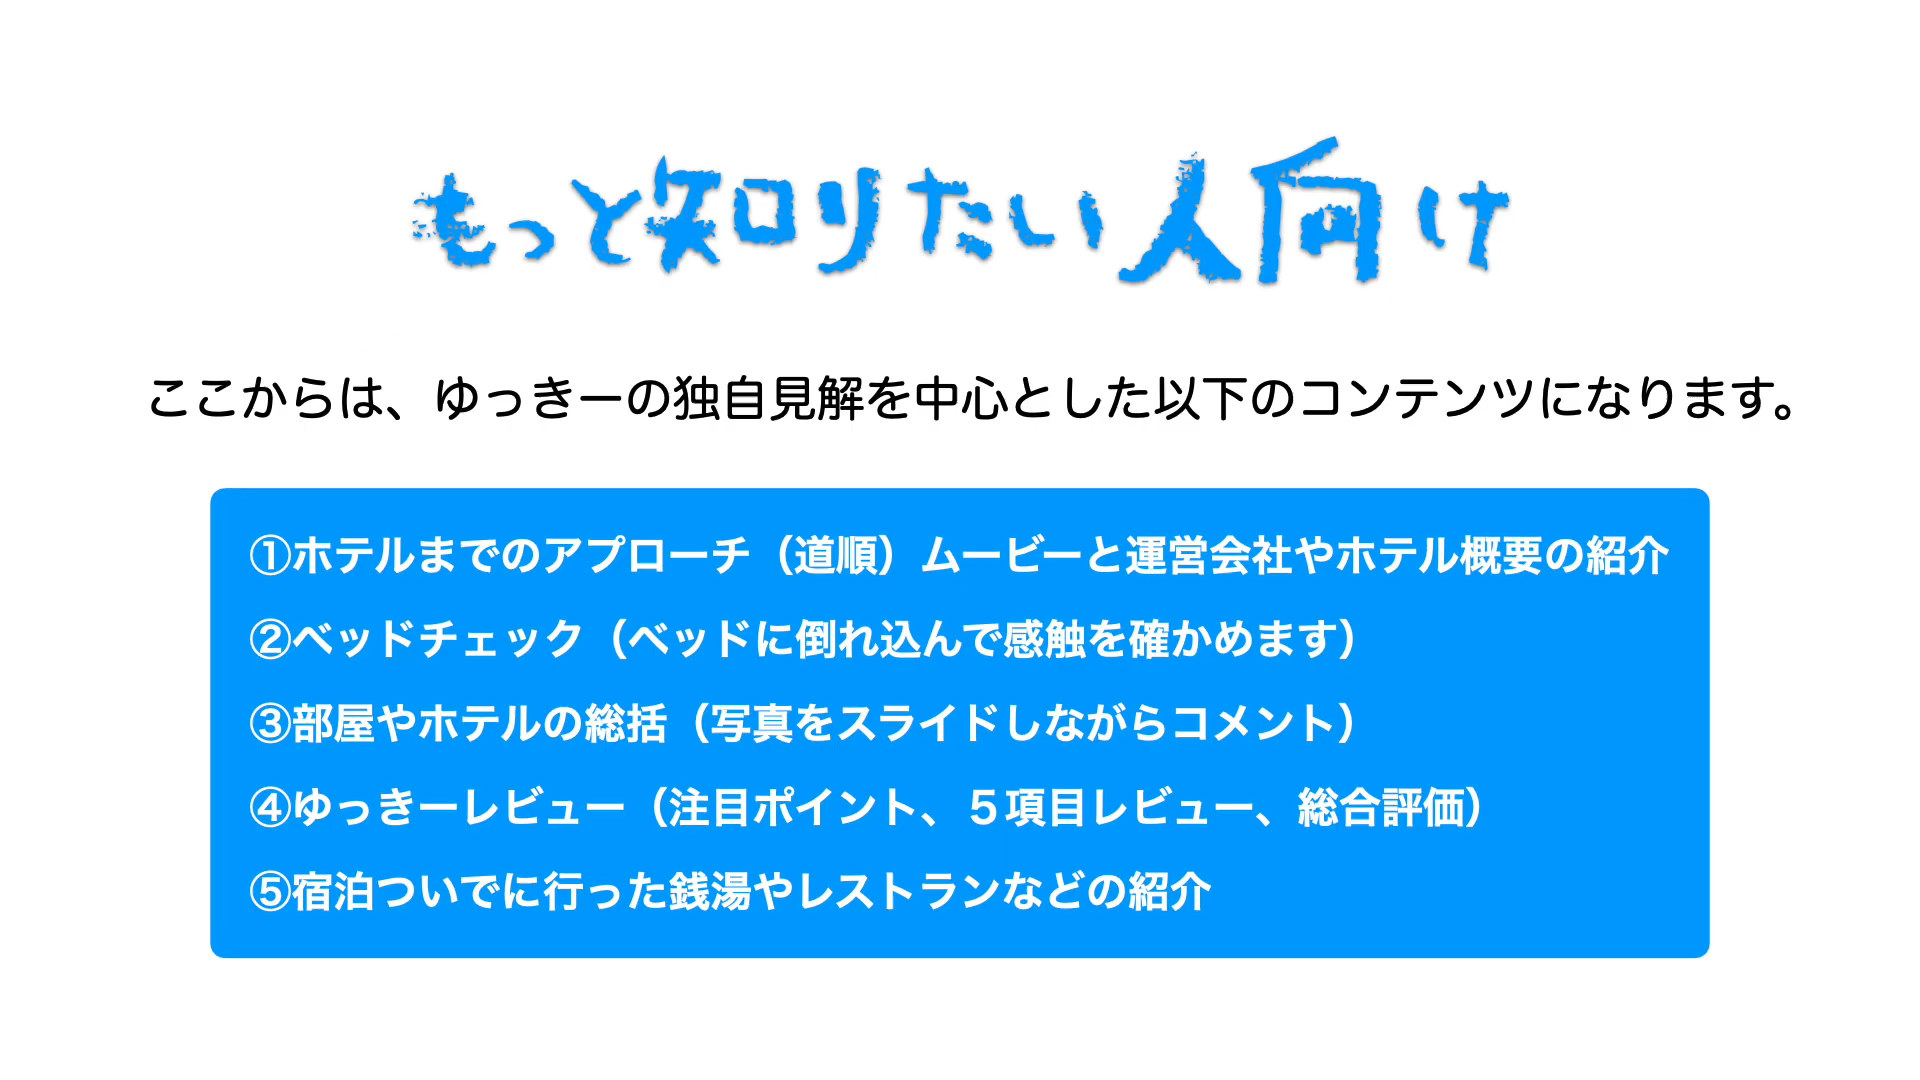 もっと知りたい人向け
ここからは、ゆっきーの独自見解を中心とした以下のコンテンツになります。
①ホテルまでのアプローチ（道順）ムービーと運営会社やホテル概要の紹介
②ベッドチェック（ベッドに倒れ込んで感触を確かめます）
③部屋やホテルの総括（写真をスライドしながらコメント）
④ゆっきーレビュー（注目ポイント、５項目レビュー、総合評価）
⑤宿泊ついでに行った銭湯やレストランなどの紹介